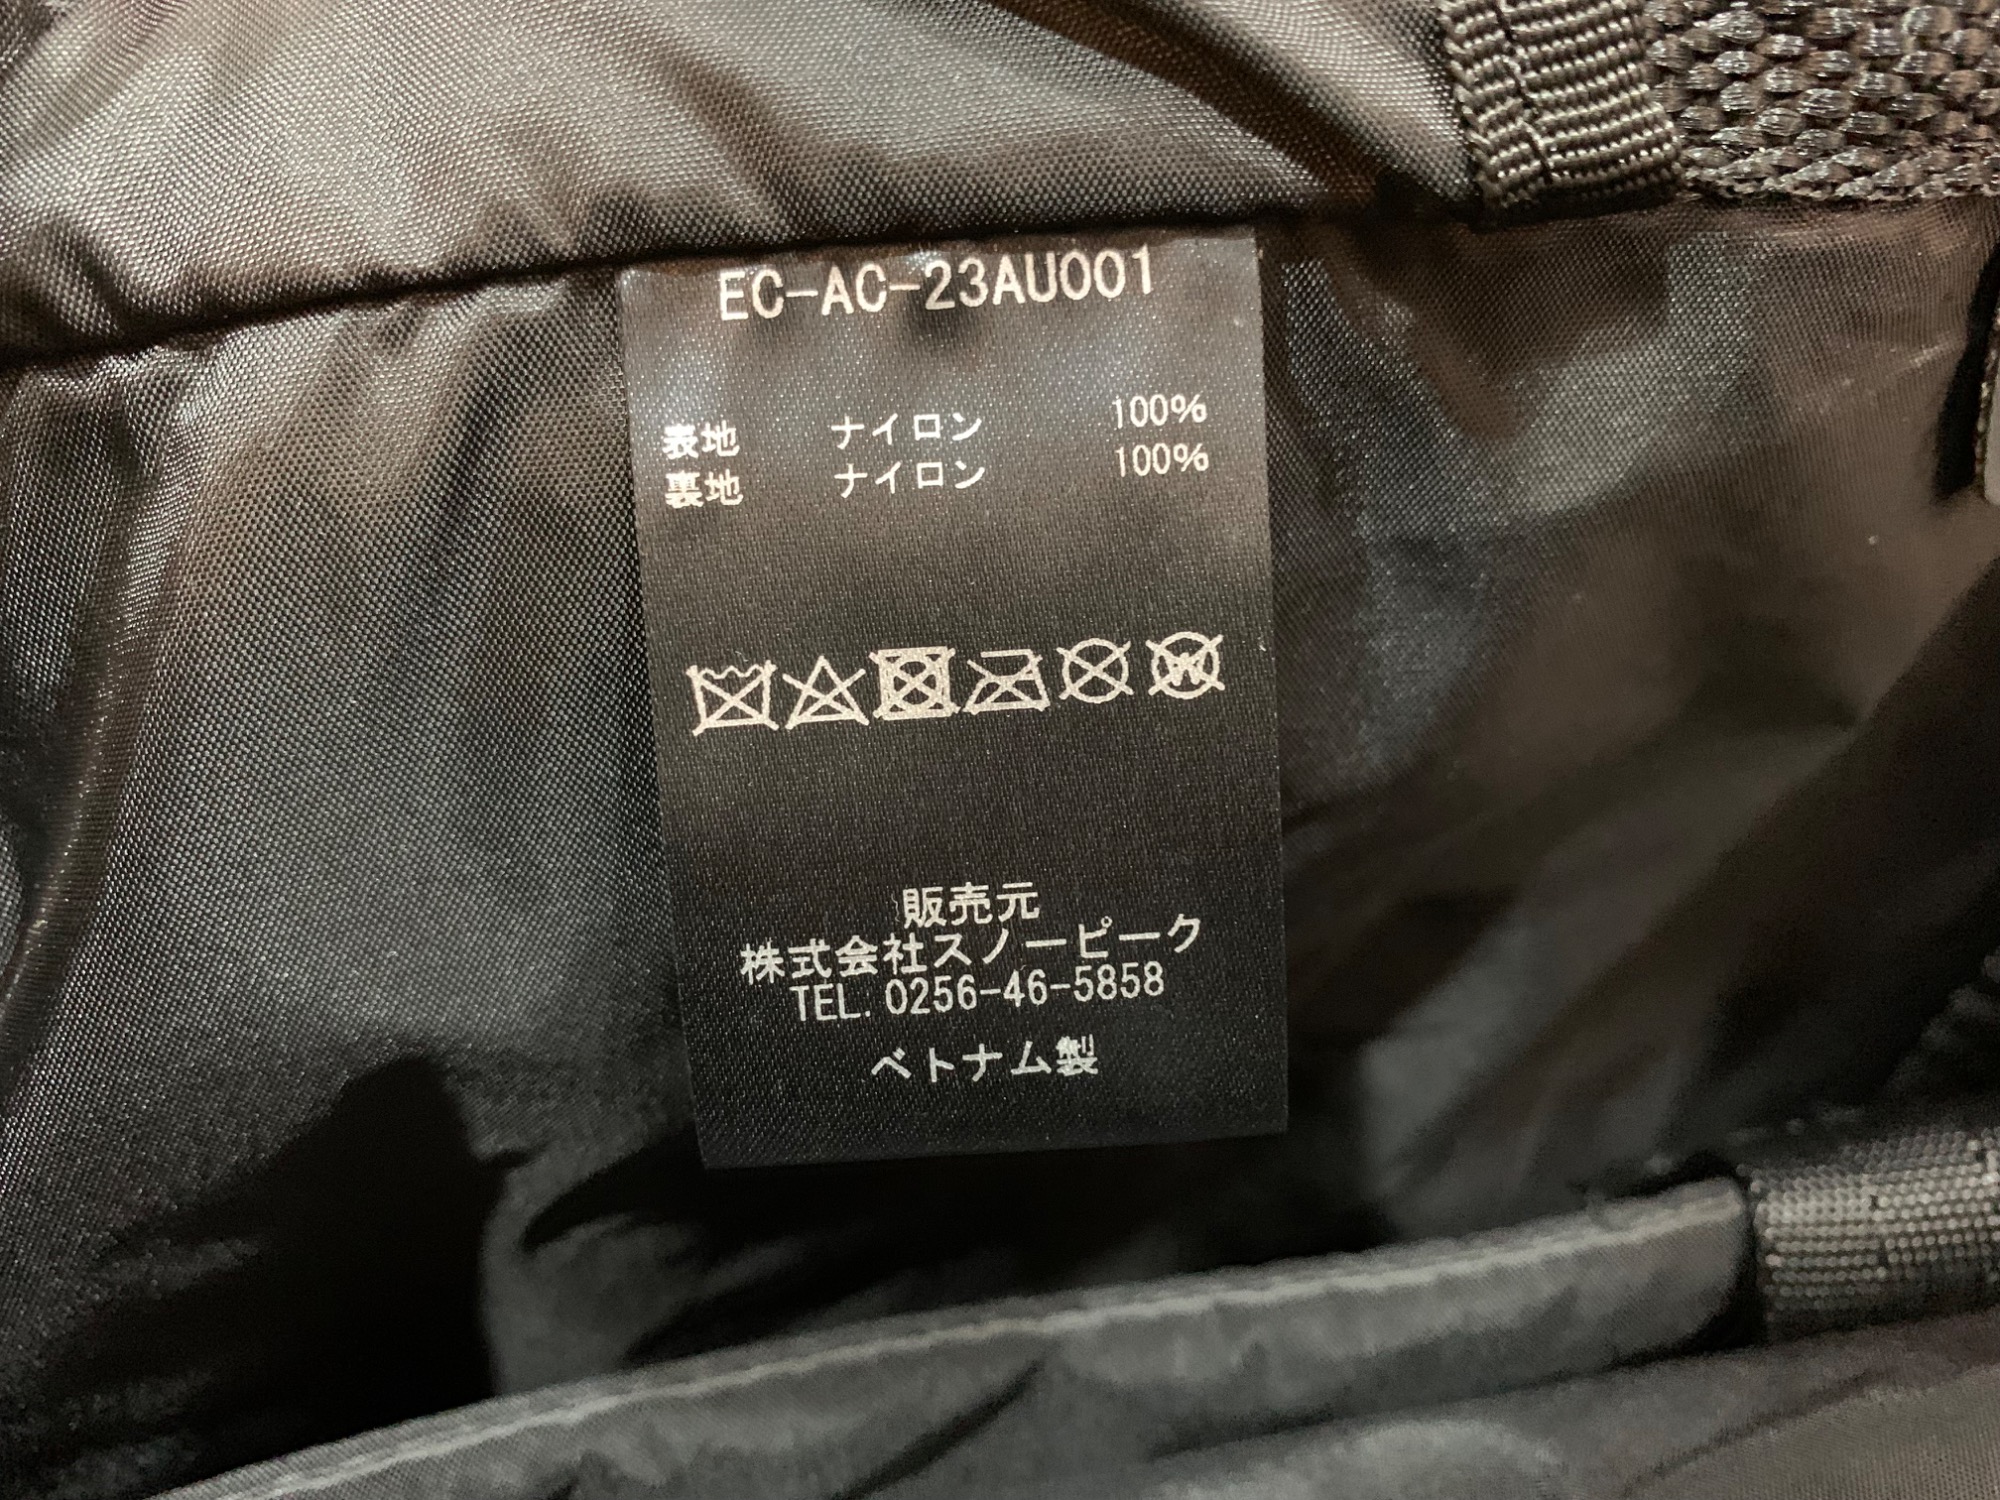 EC-AC-23AU001
表地 ナイロン 100%
裏地 ナイロン 100%
W
販売元
株式会社スノーピーク
TEL. 0256-46-5858
ベトナム製